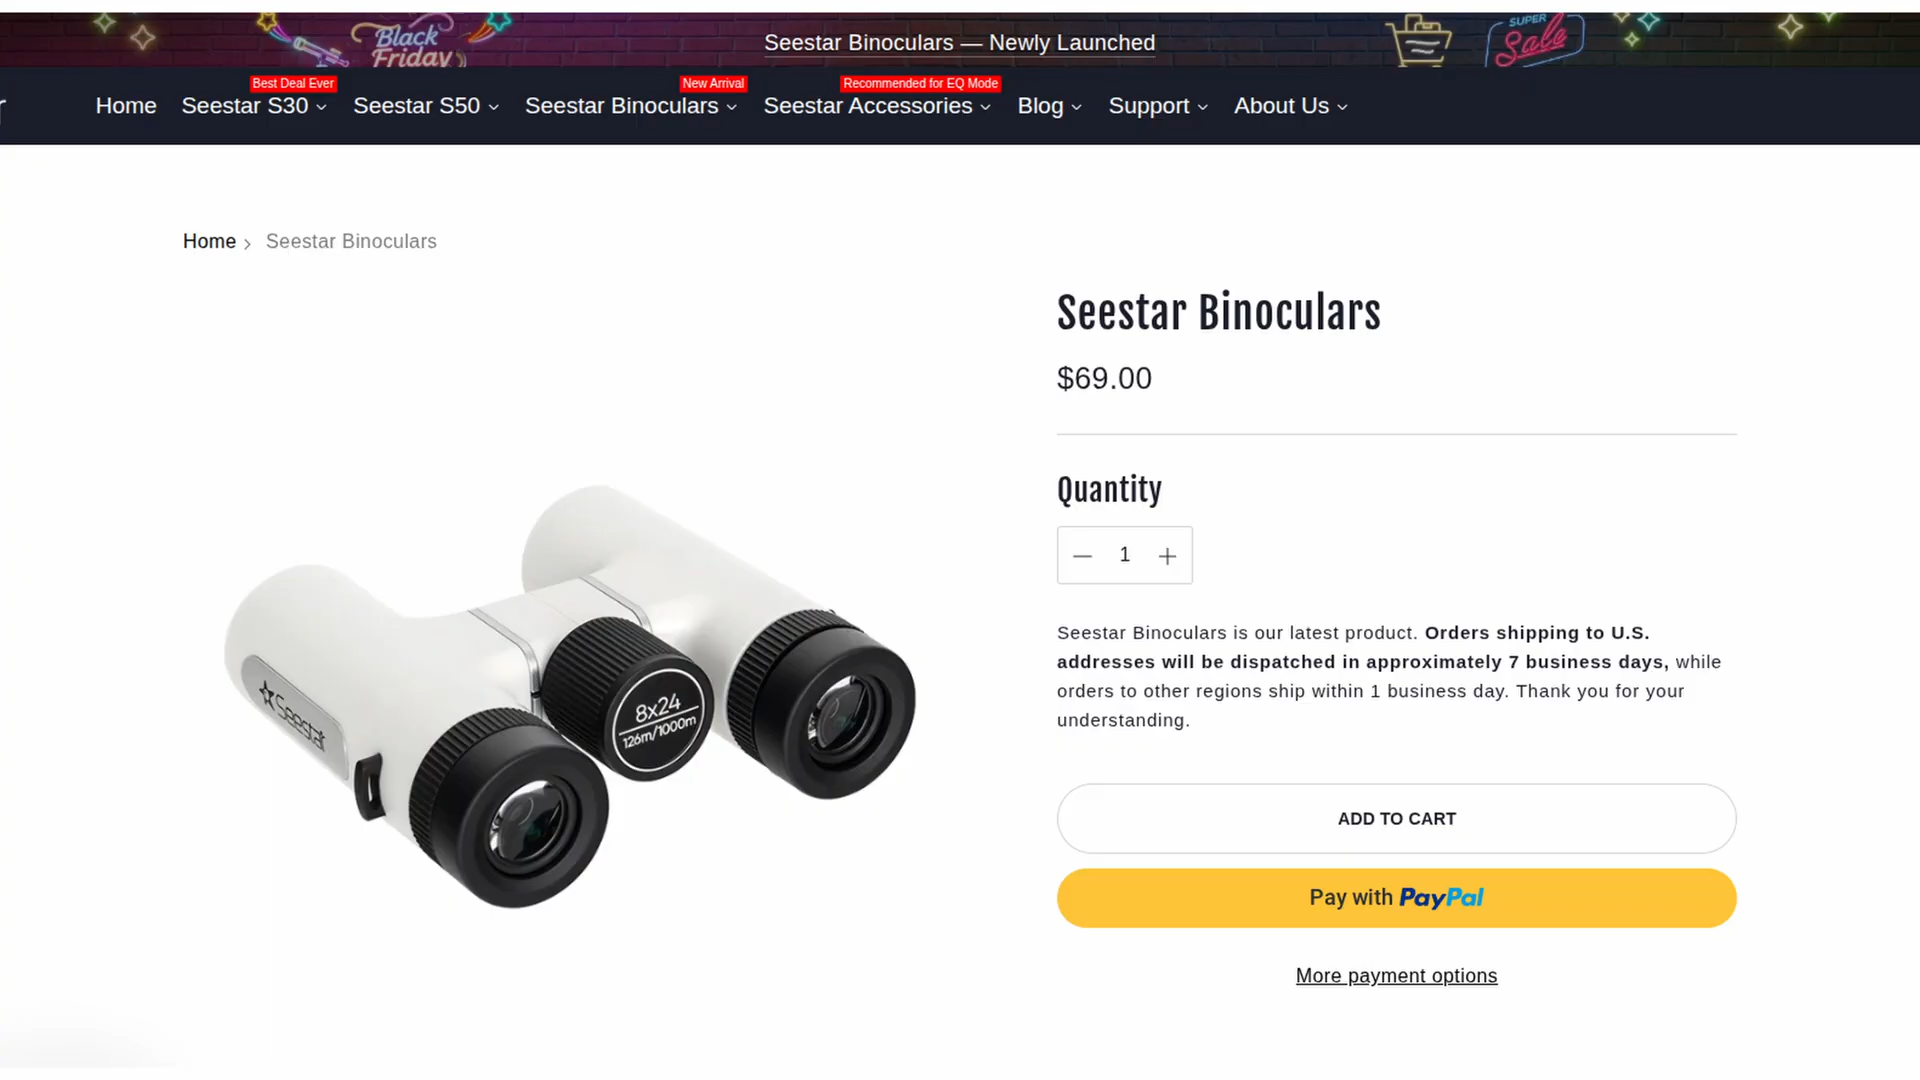 Black
Friday
Seestar Binoculars — Newly Launched
SUPER
Sale
Best Deal Ever
New Arrival
Recommended for EQ Mode
Home
Seestar S30
Seestar S50
Seestar Binoculars
Seestar Accessories
Blog
Support
About Us
Home > Seestar Binoculars
Seestar Binoculars
$69.00
Quantity
— 1 +
Seestar Binoculars is our latest product. Orders shipping to U.S.
addresses will be dispatched in approximately 7 business days, while
orders to other regions ship within 1 business day. Thank you for your
understanding.
ADD TO CART
Pay with PayPal
More payment options
Seestar
8x24
126m/1000m